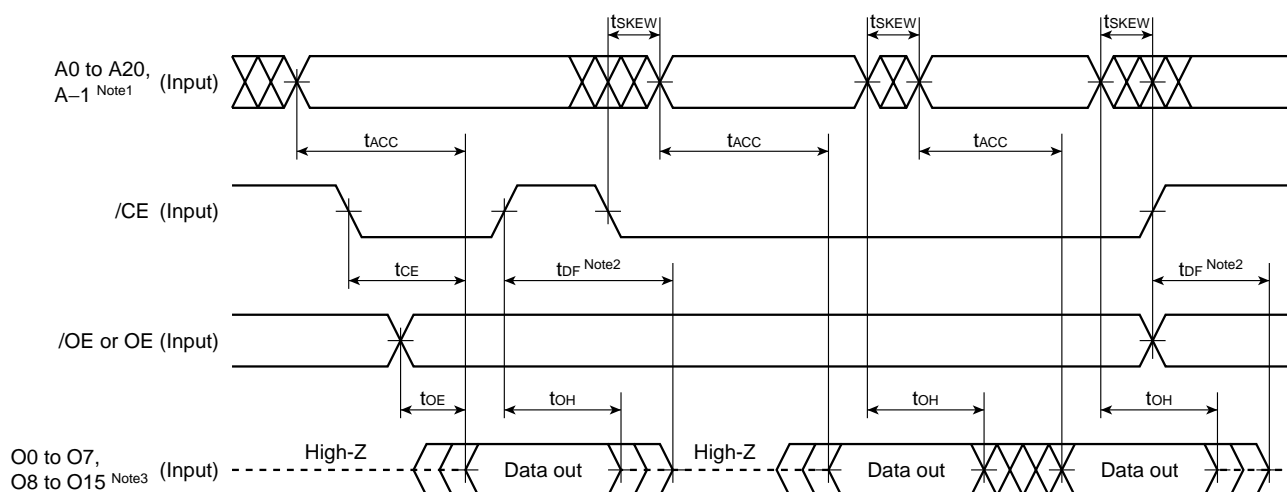 tSKEW tSKEW tSKEW
A0 to A20, (Input)
A−1 Note1
tACC tACC tACC
/CE (Input)
tCE tDF Note2 tDF Note2
/OE or OE (Input)
tOE tOH tOH tOH
O0 to O7,
O8 to O15 Note3 (Input)
High-Z Data out High-Z Data out Data out